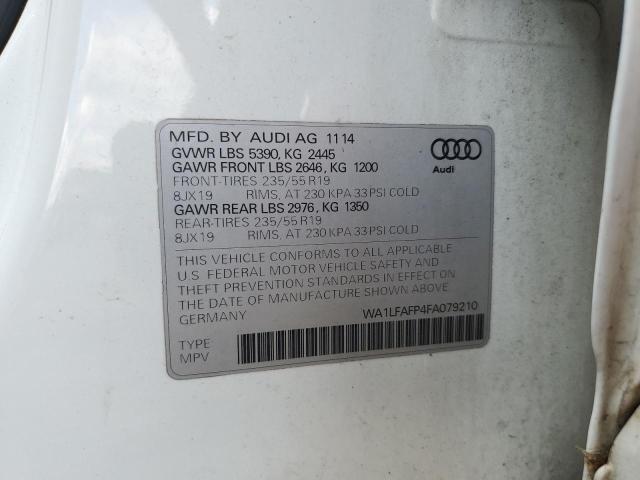 MFD. BY AUDI AG 11 14
GVWR LBS 5390, KG 2445
GAWR FRONT LBS 2646, KG 1200
FRONT-TIRES 235/55 R19
8JX19 RIMS, AT 230 KPA 33 PSI COLD
GAWR REAR LBS 2976, KG 1350
REAR-TIRES 235/55 R19
8JX19 RIMS, AT 230 KPA 33 PSI COLD
Audi
THIS VEHICLE CONFORMS TO ALL APPLICABLE
U.S. FEDERAL MOTOR VEHICLE SAFETY AND
THEFT PREVENTION STANDARDS IN EFFECT ON
THE DATE OF MANUFACTURE SHOWN ABOVE
GERMANY
WA1LFAFP4FA079210
TYPE
MPV